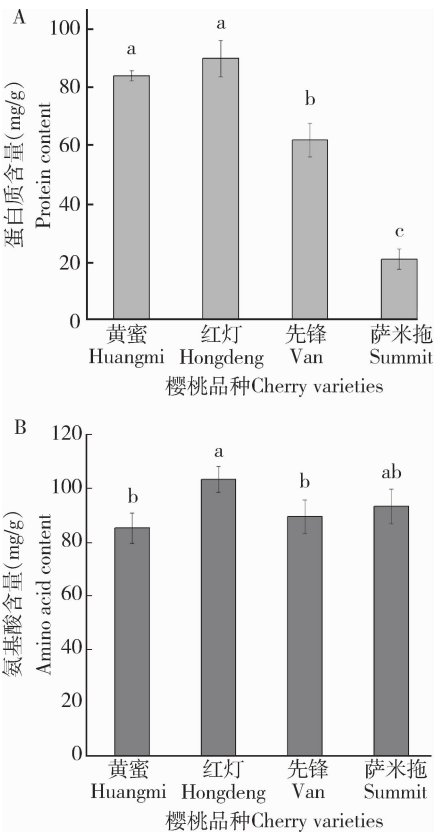 A
蛋白质含量(mg/g)
Protein content
100
80
60
40
20
0
a
a
b
c
黄蜜
Huangmi
红灯
Hongdeng
先锋
Van
萨米拖
Summit
樱桃品种Cherry varieties
B
氨基酸含量(mg/g)
Amino acid content
120
100
80
60
40
20
0
b
a
b
ab
黄蜜
Huangmi
红灯
Hongdeng
先锋
Van
萨米拖
Summit
樱桃品种Cherry varieties